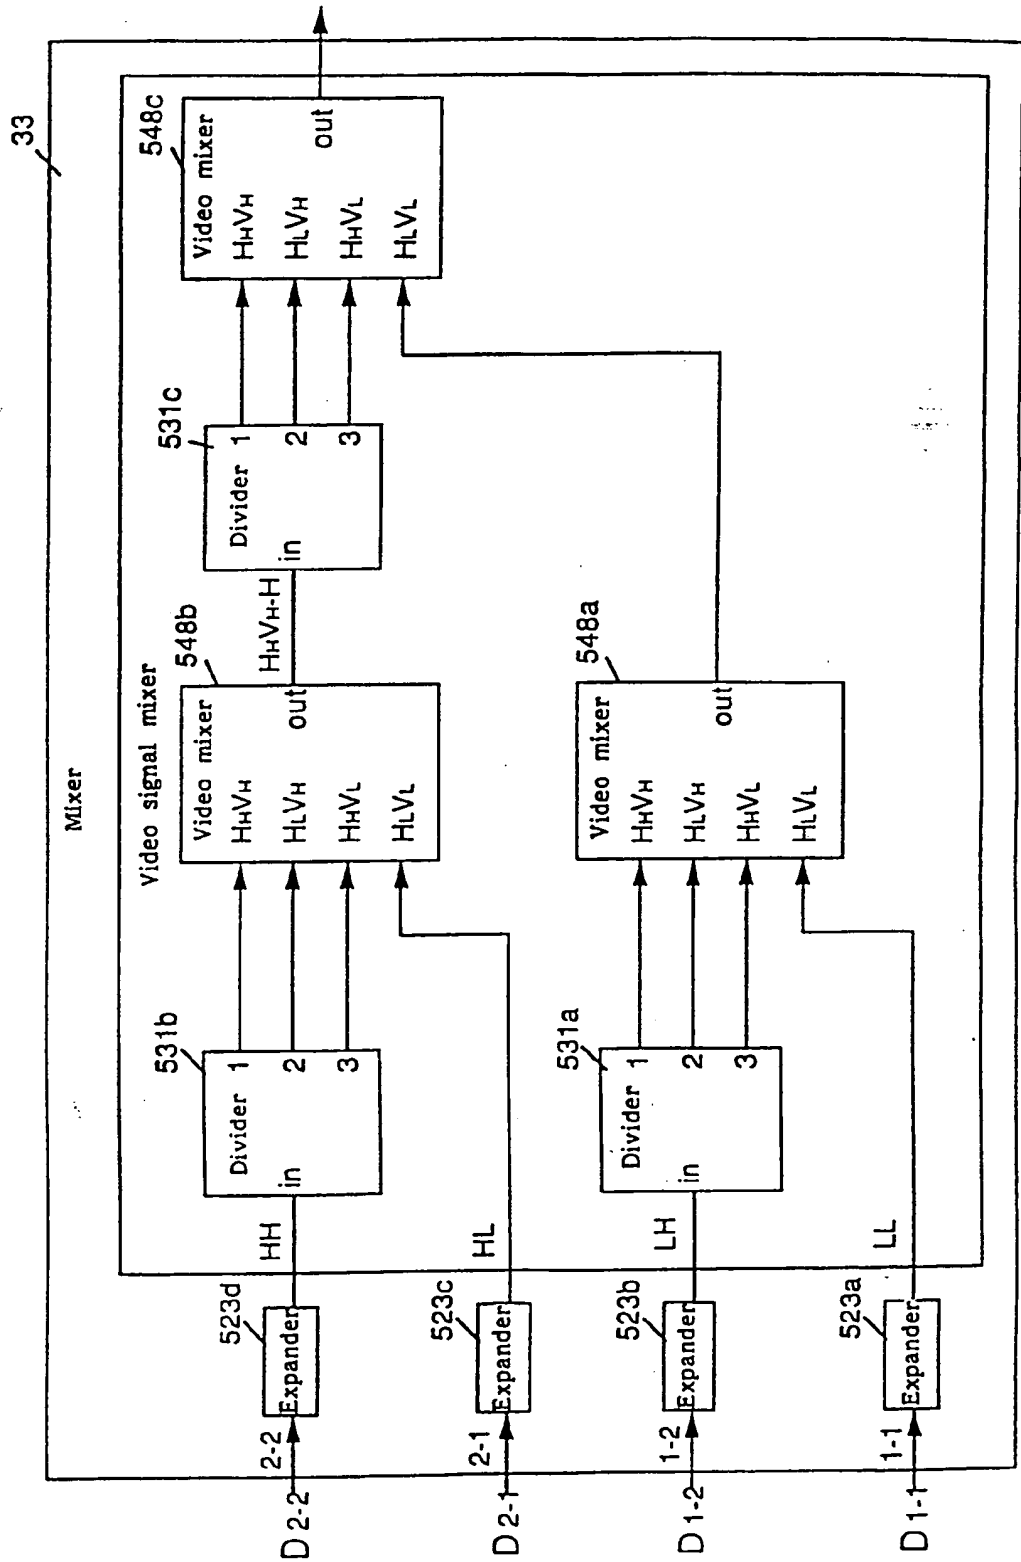 33
Mixer
Video signal mixer
548c
Video mixer
HHVH
HLVH
HHVL
HLVL
out
531c
Divider
in
1
2
3
HHVH-H
548b
Video mixer
HHVH
HLVH
HHVL
HLVL
out
548a
Video mixer
HHVH
HLVH
HHVL
HLVL
out
531b
Divider
in
1
2
3
531a
Divider
in
1
2
3
HH
HL
LH
LL
523d
Expander
523c
Expander
523b
Expander
523a
Expander
2-2
2-1
1-2
1-1
D2-2
D2-1
D1-2
D1-1